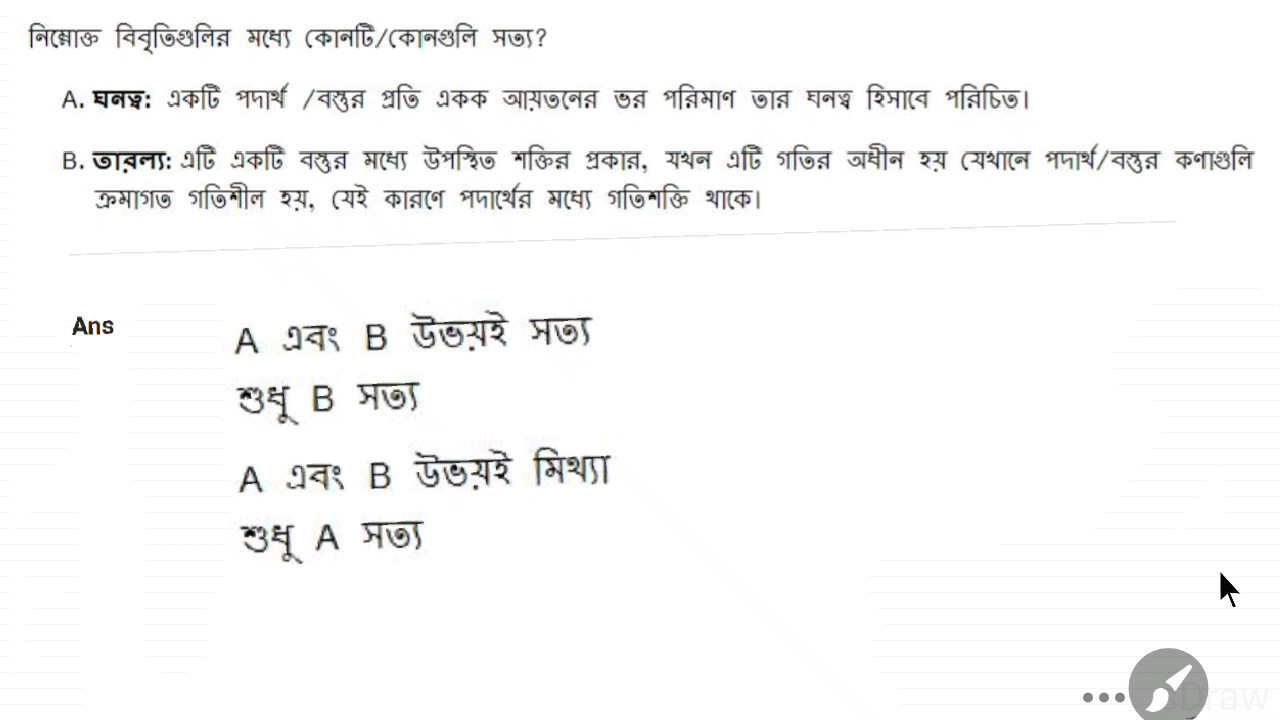 নিম্নোক্ত বিবৃতিগুলির মধ্যে কোনটি/কোনগুলি সত্য?
A. ঘনত্ব: একটি পদার্থ /বস্তুর প্রতি একক আয়তনের ভর পরিমাণ তার ঘনত্ব হিসাবে পরিচিত।
B. তারল্য: এটি একটি বস্তুর মধ্যে উপস্থিত শক্তির প্রকার, যখন এটি গতির অধীন হয় যেখানে পদার্থ/বস্তুর কণাগুলি
ক্রমাগত গতিশীল হয়, যেই কারণে পদার্থের মধ্যে গতিশক্তি থাকে।
Ans
A এবং B উভয়ই সত্য
শুধু B সত্য
A এবং B উভয়ই মিথ্যা
শুধু A সত্য